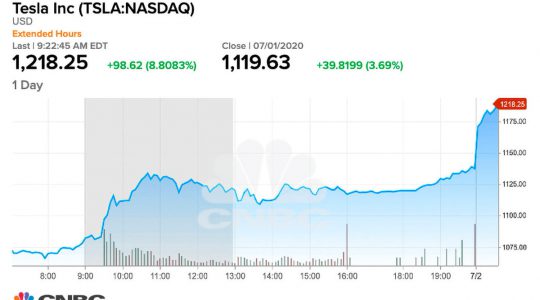 Tesla Inc (TSLA:NASDAQ)
USD
Extended Hours
Last | 9:22:45 AM EDT
Close | 07/01/2020
1,218.25 +98.62 (8.8083%) 1,119.63 +39.8199 (3.69%)
1 Day
1218.25
1175.00
1150.00
1125.00
1100.00
1075.00
CNBC
8:00 9:00 10:00 11:00 12:00 13:00 14:00 15:00 16:00 18:00 19:00 7/2
CNBC